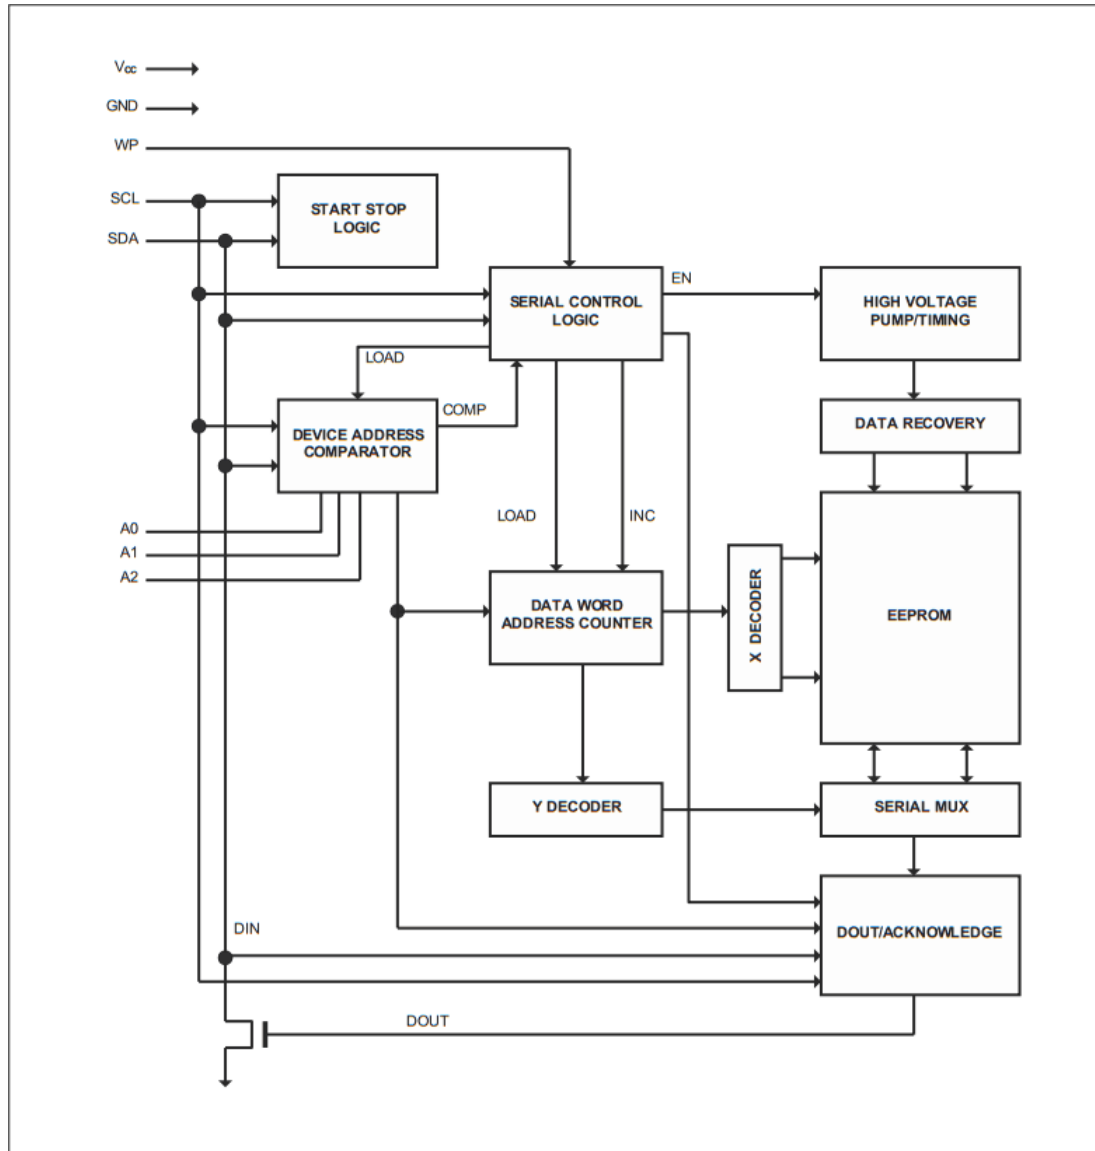 Vcc
GND
WP
SCL
SDA
START STOP
LOGIC
SERIAL CONTROL
LOGIC
EN
HIGH VOLTAGE
PUMP/TIMING
LOAD
COMP
DEVICE ADDRESS
COMPARATOR
DATA RECOVERY
A0
A1
A2
LOAD
INC
DATA WORD
ADDRESS COUNTER
X DECODER
EEPROM
Y DECODER
SERIAL MUX
DIN
DOUT/ACKNOWLEDGE
DOUT